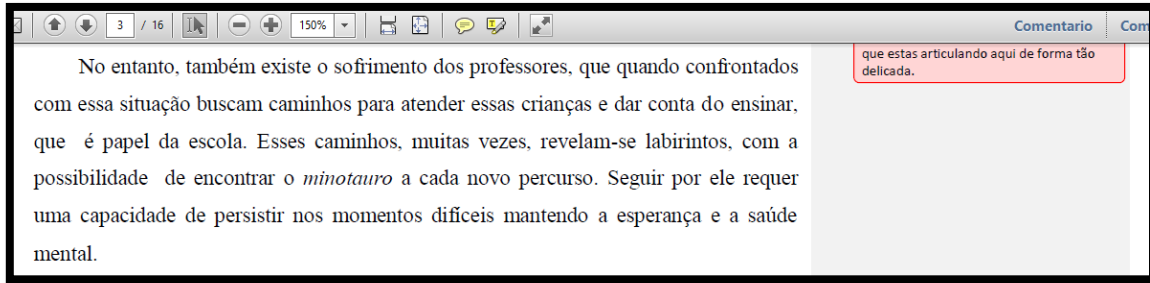 3 / 16 150% Comentario Com
que estas articulando aqui de forma tão
delicada.
No entanto, também existe o sofrimento dos professores, que quando confrontados
com essa situação buscam caminhos para atender essas crianças e dar conta do ensinar,
que é papel da escola. Esses caminhos, muitas vezes, revelam-se labirintos, com a
possibilidade de encontrar o minotauro a cada novo percurso. Seguir por ele requer
uma capacidade de persistir nos momentos difíceis mantendo a esperança e a saúde
mental.